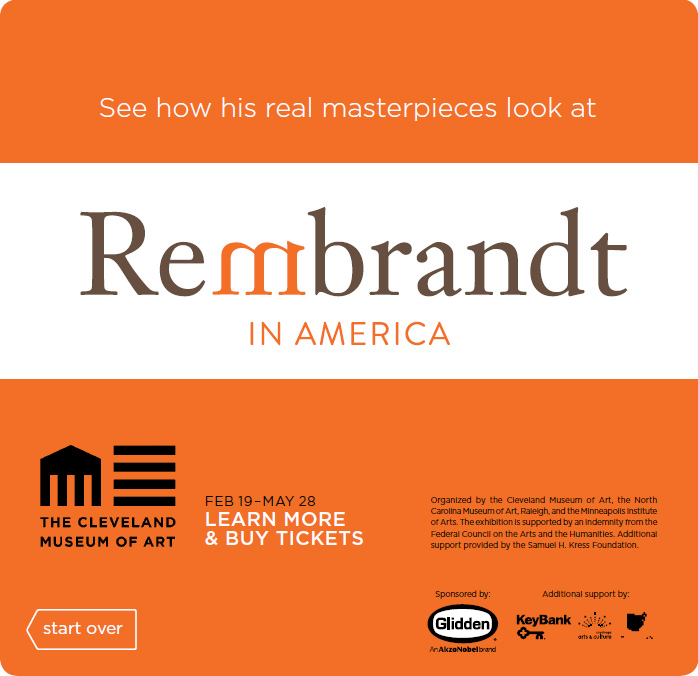 See how his real masterpieces look at
Rembrandt
IN AMERICA
THE CLEVELAND
MUSEUM OF ART
FEB 19–MAY 28
LEARN MORE
& BUY TICKETS
Organized by the Cleveland Museum of Art, the North
Carolina Museum of Art, Raleigh, and the Minneapolis Institute
of Arts. The exhibition is supported by an indemnity from the
Federal Council on the Arts and the Humanities. Additional
support provided by the Samuel H. Kress Foundation.
Sponsored by:
Additional support by:
Glidden
An AkzoNobel brand
KeyBank
arts & culture
start over